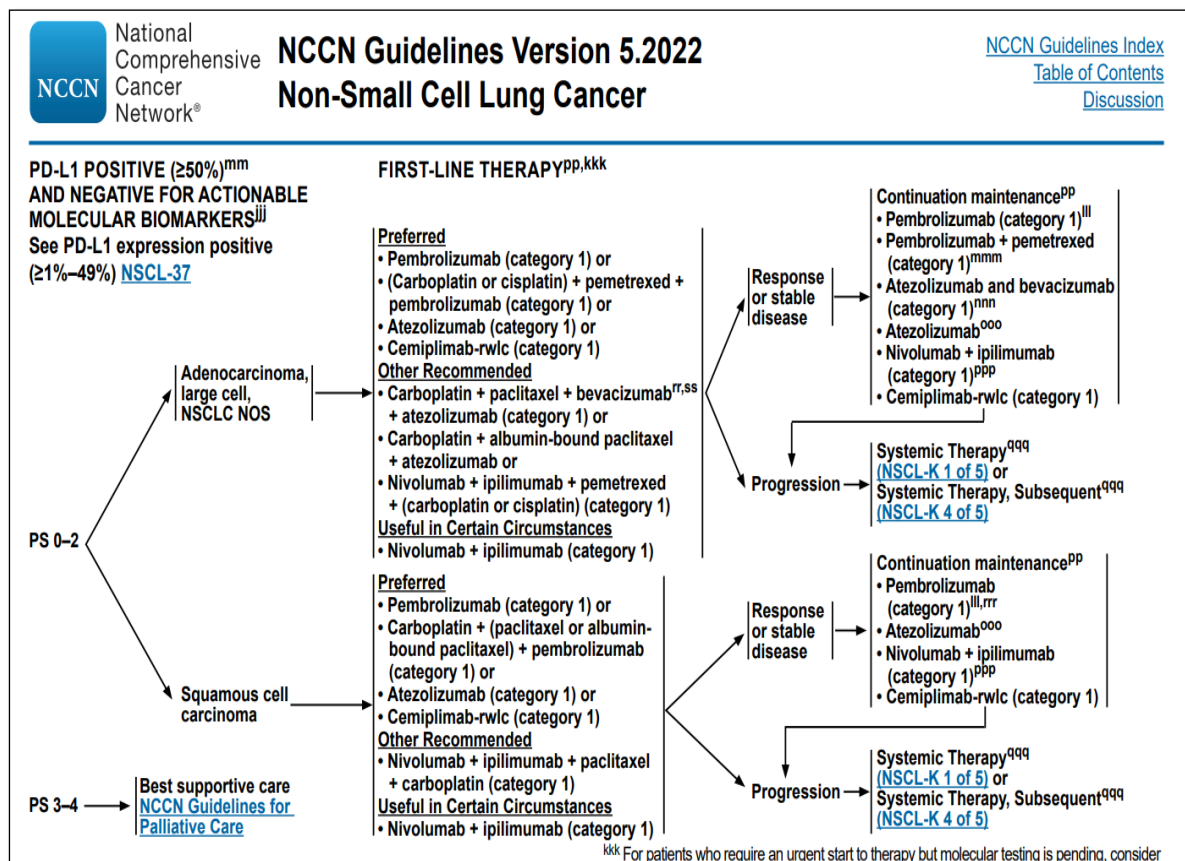 National
Comprehensive
Cancer
Network®
NCCN
NCCN Guidelines Version 5.2022
Non-Small Cell Lung Cancer
NCCN Guidelines Index
Table of Contents
Discussion
PD-L1 POSITIVE (≥50%)mm
AND NEGATIVE FOR ACTIONABLE
MOLECULAR BIOMARKERSjjj
See PD-L1 expression positive
(≥1%–49%) NSCL-37
FIRST-LINE THERAPYpp,kkk
PS 0–2
Adenocarcinoma,
large cell,
NSCLC NOS
Preferred
• Pembrolizumab (category 1) or
• (Carboplatin or cisplatin) + pemetrexed +
pembrolizumab (category 1) or
• Atezolizumab (category 1) or
• Cemiplimab-rwlc (category 1)
Other Recommended
• Carboplatin + paclitaxel + bevacizumabrr,ss
+ atezolizumab (category 1) or
• Carboplatin + albumin-bound paclitaxel
+ atezolizumab or
• Nivolumab + ipilimumab + pemetrexed
+ (carboplatin or cisplatin) (category 1)
Useful in Certain Circumstances
• Nivolumab + ipilimumab (category 1)
Response
or stable
disease
Continuation maintenancepp
• Pembrolizumab (category 1)lll
• Pembrolizumab + pemetrexed
(category 1)mmm
• Atezolizumab and bevacizumab
(category 1)nnn
• Atezolizumabooo
• Nivolumab + ipilimumab
(category 1)ppp
• Cemiplimab-rwlc (category 1)
Progression
Systemic Therapyqqq
(NSCL-K 1 of 5) or
Systemic Therapy, Subsequentqqq
(NSCL-K 4 of 5)
Squamous cell
carcinoma
Preferred
• Pembrolizumab (category 1) or
• Carboplatin + (paclitaxel or albumin-
bound paclitaxel) + pembrolizumab
(category 1) or
• Atezolizumab (category 1) or
• Cemiplimab-rwlc (category 1)
Other Recommended
• Nivolumab + ipilimumab + paclitaxel
+ carboplatin (category 1)
Useful in Certain Circumstances
• Nivolumab + ipilimumab (category 1)
Response
or stable
disease
Continuation maintenancepp
• Pembrolizumab
(category 1)lll,rrr
• Atezolizumabooo
• Nivolumab + ipilimumab
(category 1)ppp
• Cemiplimab-rwlc (category 1)
Progression
Systemic Therapyqqq
(NSCL-K 1 of 5) or
Systemic Therapy, Subsequentqqq
(NSCL-K 4 of 5)
PS 3–4
Best supportive care
NCCN Guidelines for
Palliative Care
kkk For patients who require an urgent start to therapy but molecular testing is pending, consider